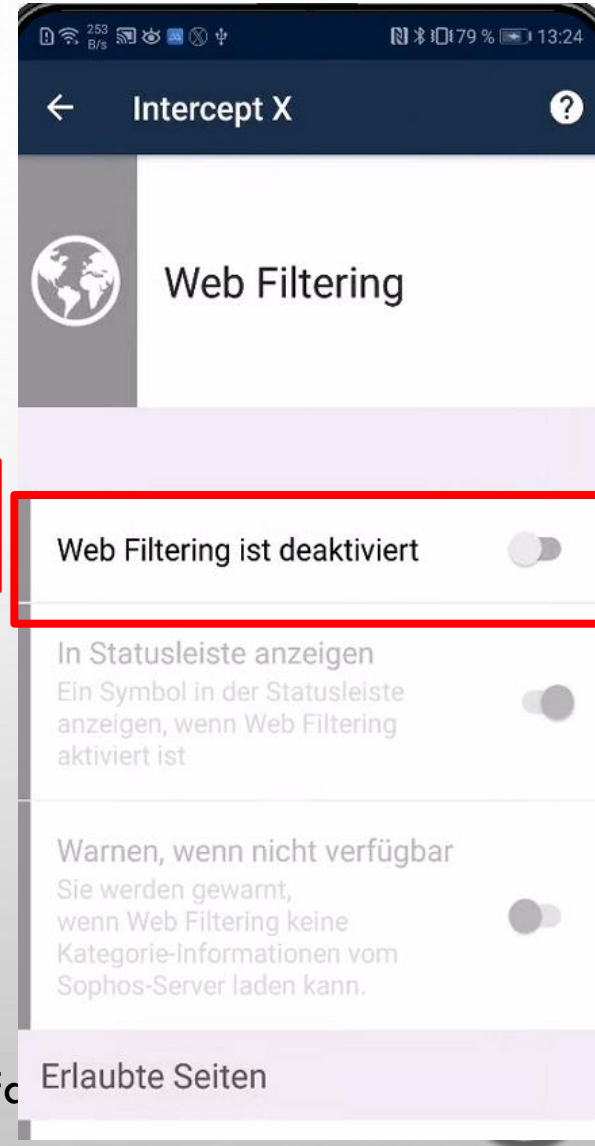 253
B/s
79 %
13:24
Intercept X
?
Web Filtering
Web Filtering ist deaktiviert
In Statusleiste anzeigen
Ein Symbol in der Statusleiste
anzeigen, wenn Web Filtering
aktiviert ist
Warnen, wenn nicht verfügbar
Sie werden gewarnt,
wenn Web Filtering keine
Kategorie-Informationen vom
Sophos-Server laden kann.
Erlaubte Seiten